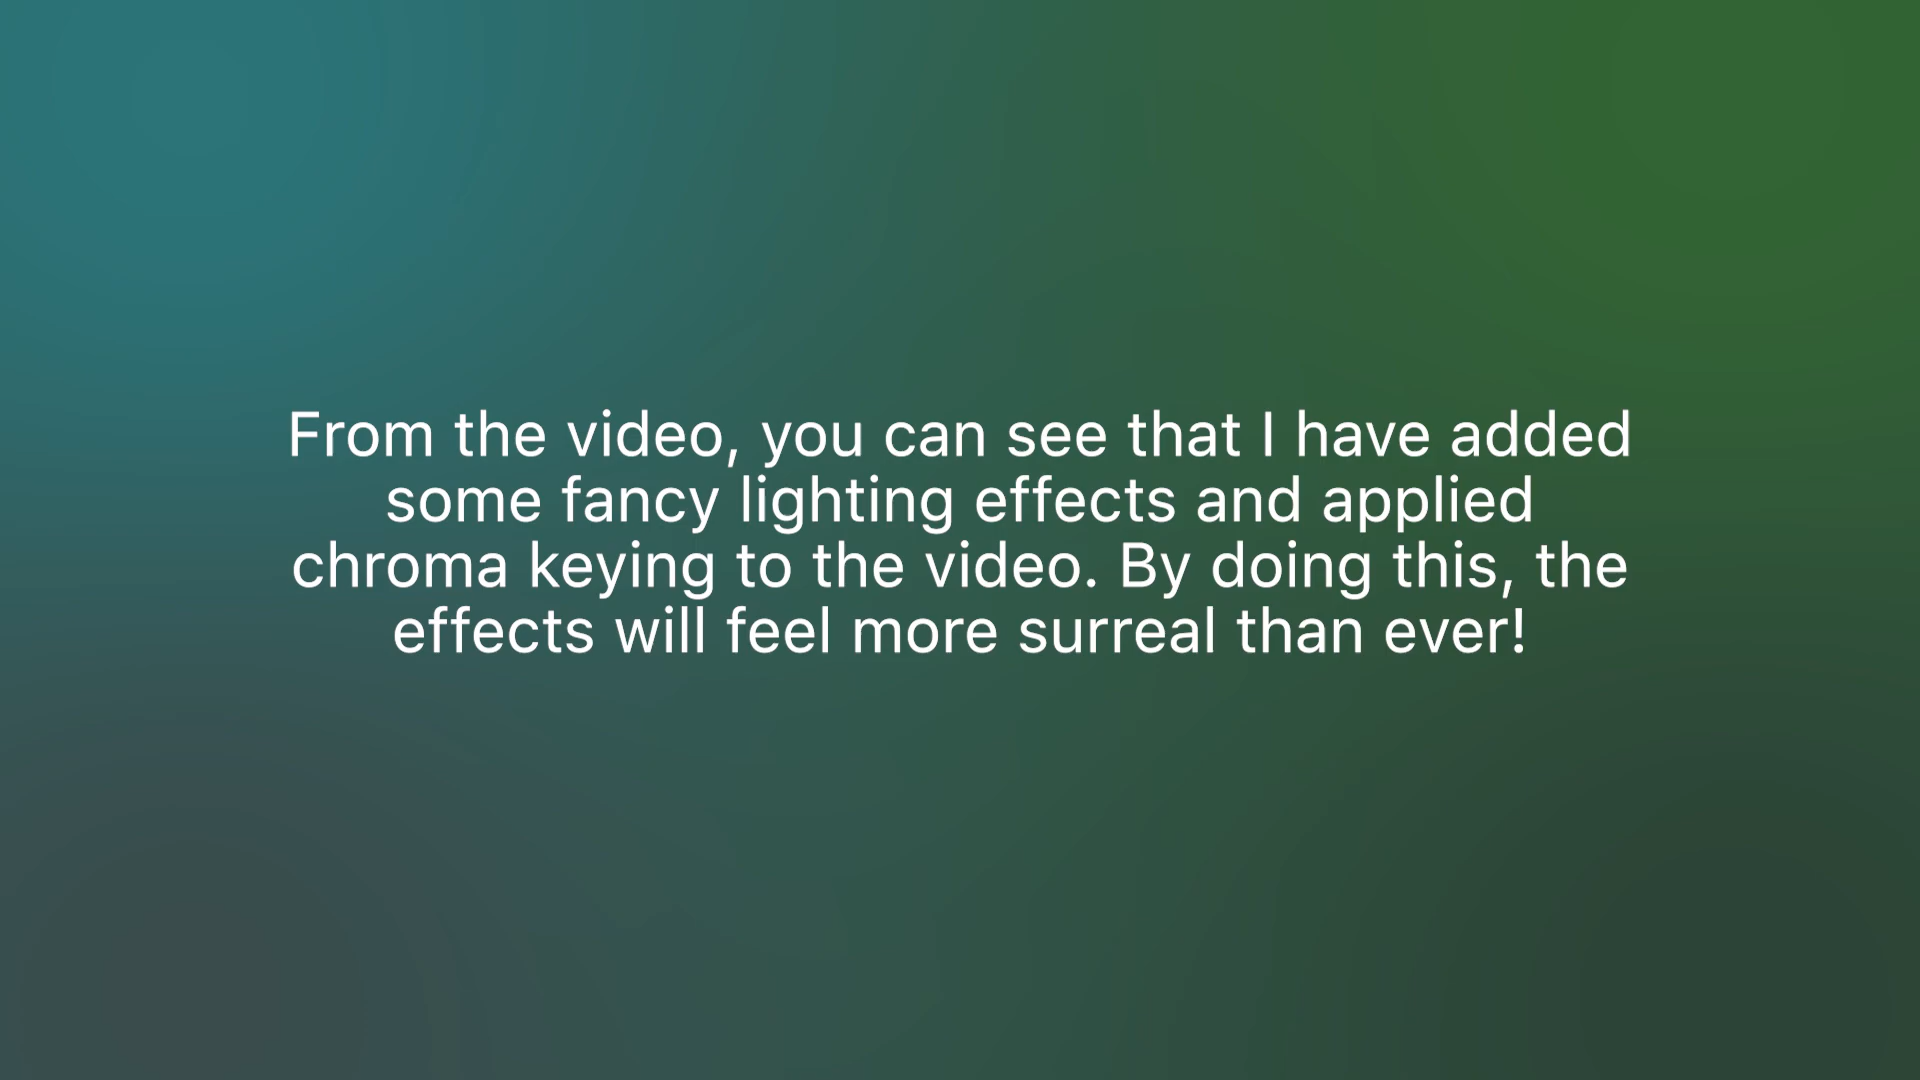 From the video, you can see that I have added
some fancy lighting effects and applied
chroma keying to the video. By doing this, the
effects will feel more surreal than ever!